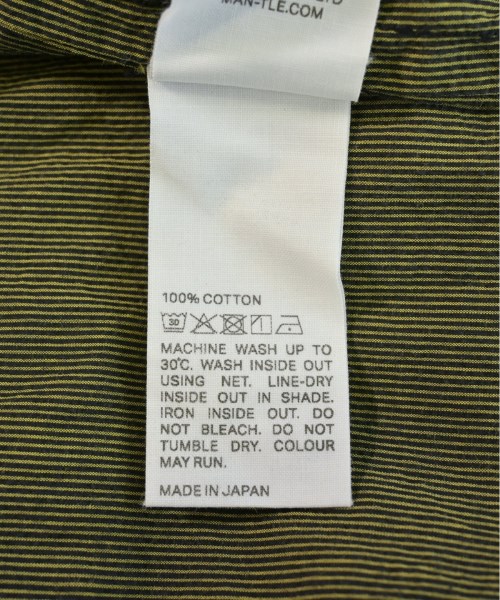 MAN-TLE.COM
100% COTTON
30
MACHINE WASH UP TO
30°C. WASH INSIDE OUT
USING NET. LINE-DRY
INSIDE OUT IN SHADE.
IRON INSIDE OUT. DO
NOT BLEACH. DO NOT
TUMBLE DRY. COLOUR
MAY RUN.
MADE IN JAPAN